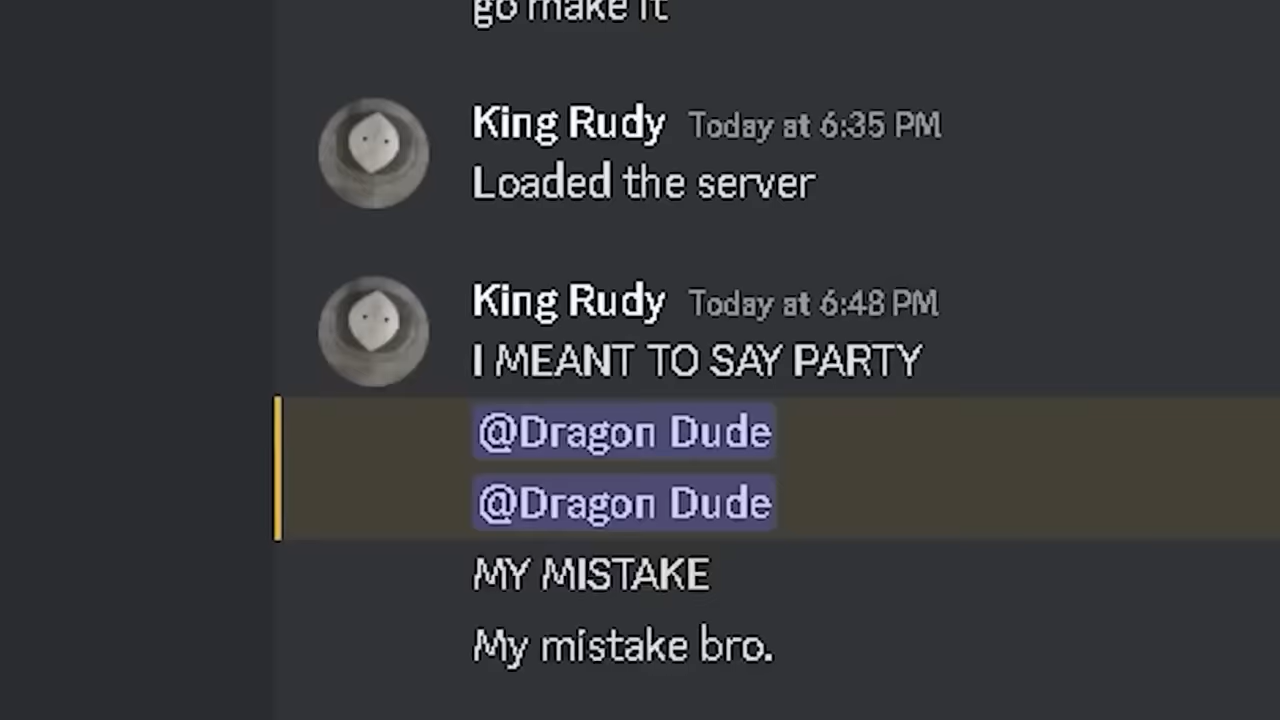 go make it
King Rudy Today at 6:35 PM
Loaded the server
King Rudy Today at 6:48 PM
I MEANT TO SAY PARTY
@Dragon Dude
@Dragon Dude
MY MISTAKE
My mistake bro.